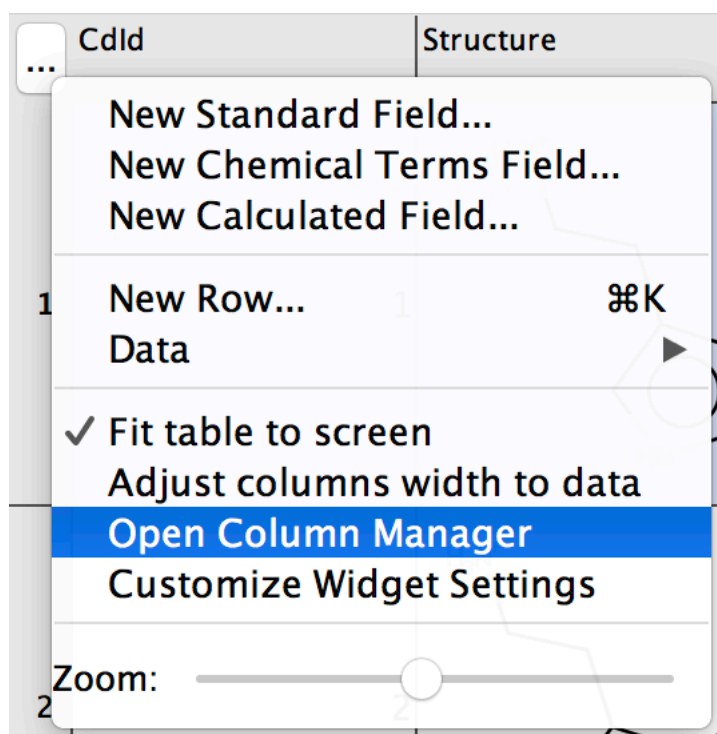 ... CdId Structure
New Standard Field...
New Chemical Terms Field...
New Calculated Field...
1 New Row... 1 ⌘K
Data ▶
✓ Fit table to screen
Adjust columns width to data
Open Column Manager
Customize Widget Settings
Zoom:
2 2